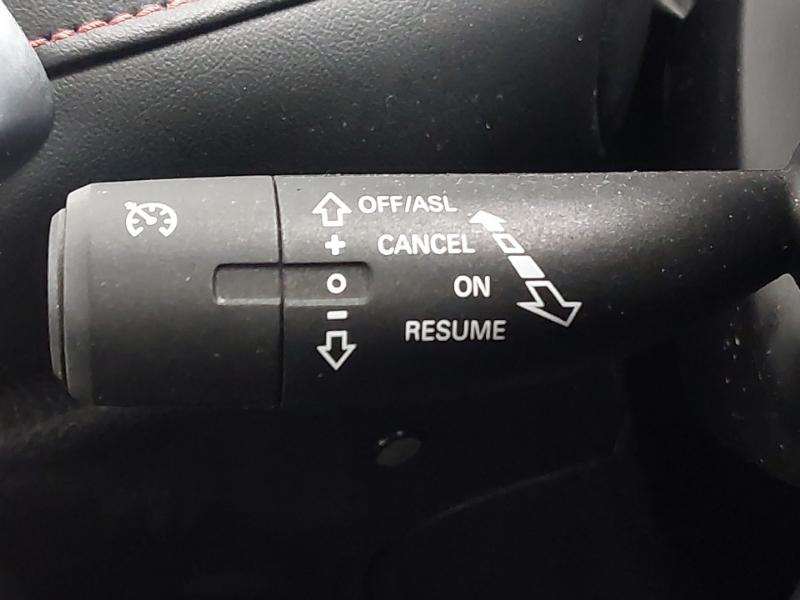 OFF/ASL
+ CANCEL
O ON
- RESUME